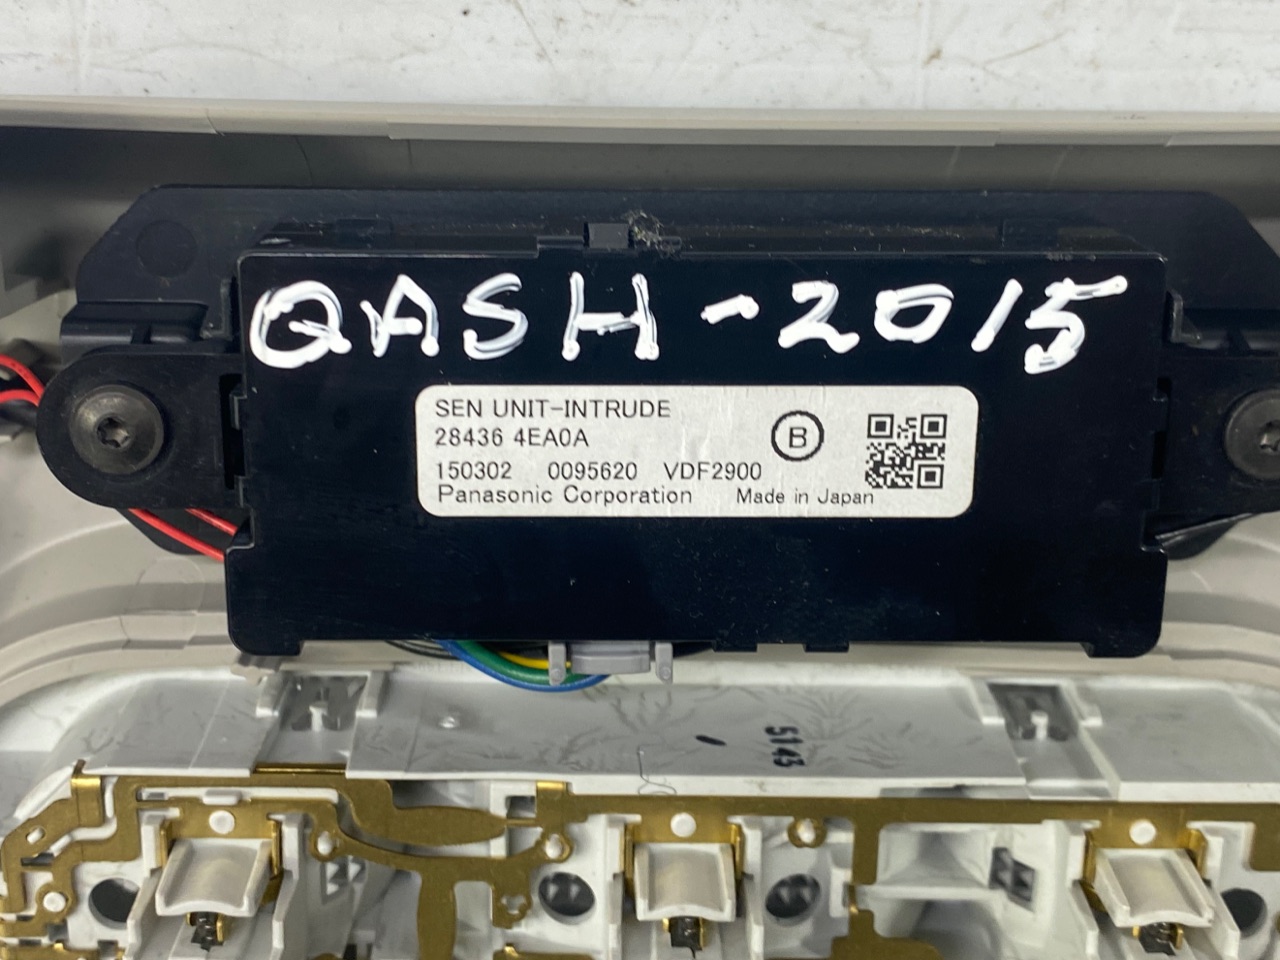 QASH-2015
SEN UNIT-INTRUDE
28436 4EA0A
B
150302 0095620 VDF2900
Panasonic Corporation Made in Japan
5143